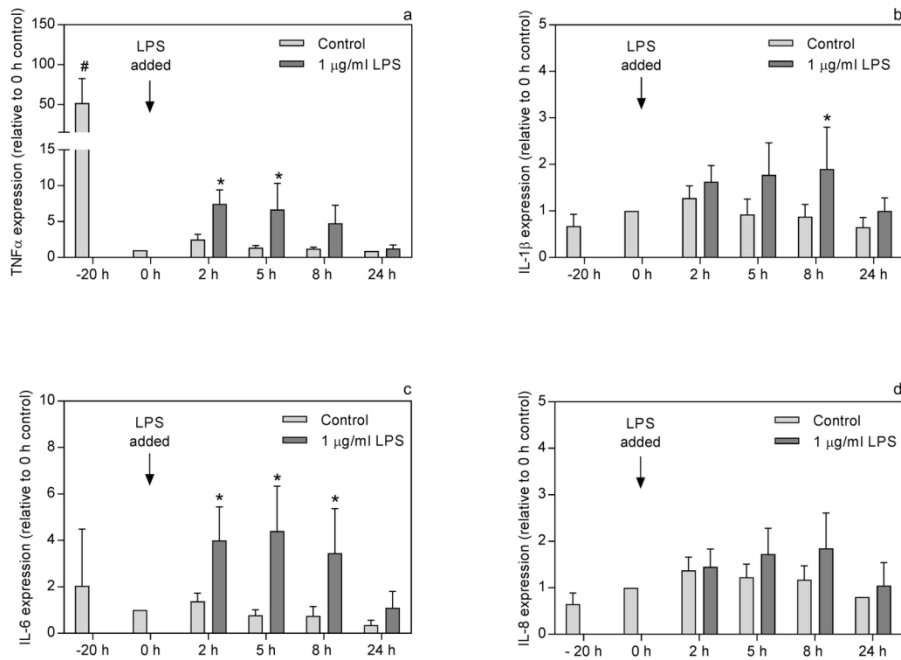 a
TNFα expression (relative to 0 h control)
150
100
50
15
10
5
0
#
LPS
added
Control
1 μg/ml LPS
*
*
-20 h
0 h
2 h
5 h
8 h
24 h
b
IL-1β expression (relative to 0 h control)
5
4
3
2
1
0
LPS
added
Control
1 μg/ml LPS
*
-20 h
0 h
2 h
5 h
8 h
24 h
c
IL-6 expression (relative to 0 h control)
10
8
6
4
2
0
LPS
added
Control
1 μg/ml LPS
*
*
*
-20 h
0 h
2 h
5 h
8 h
24 h
d
IL-8 expression (relative to 0 h control)
5
4
3
2
1
0
LPS
added
Control
1 μg/ml LPS
- 20 h
0 h
2 h
5 h
8 h
24 h